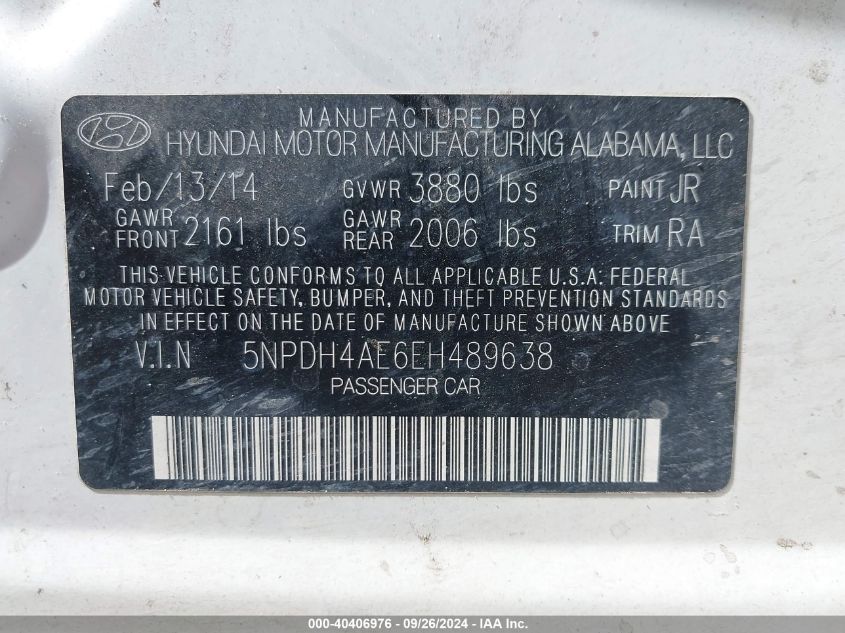 MANUFACTURED BY
HYUNDAI MOTOR MANUFACTURING ALABAMA, LLC
Feb/13/14 GVWR 3880 lbs PAINT JR
GAWR FRONT 2161 lbs GAWR REAR 2006 lbs TRIM RA
THIS VEHICLE CONFORMS TO ALL APPLICABLE U.S.A. FEDERAL
MOTOR VEHICLE SAFETY, BUMPER, AND THEFT PREVENTION STANDARDS
IN EFFECT ON THE DATE OF MANUFACTURE SHOWN ABOVE
V.I.N 5NPDH4AE6EH489638
PASSENGER CAR
000-40406976 - 09/26/2024 - IAA Inc.